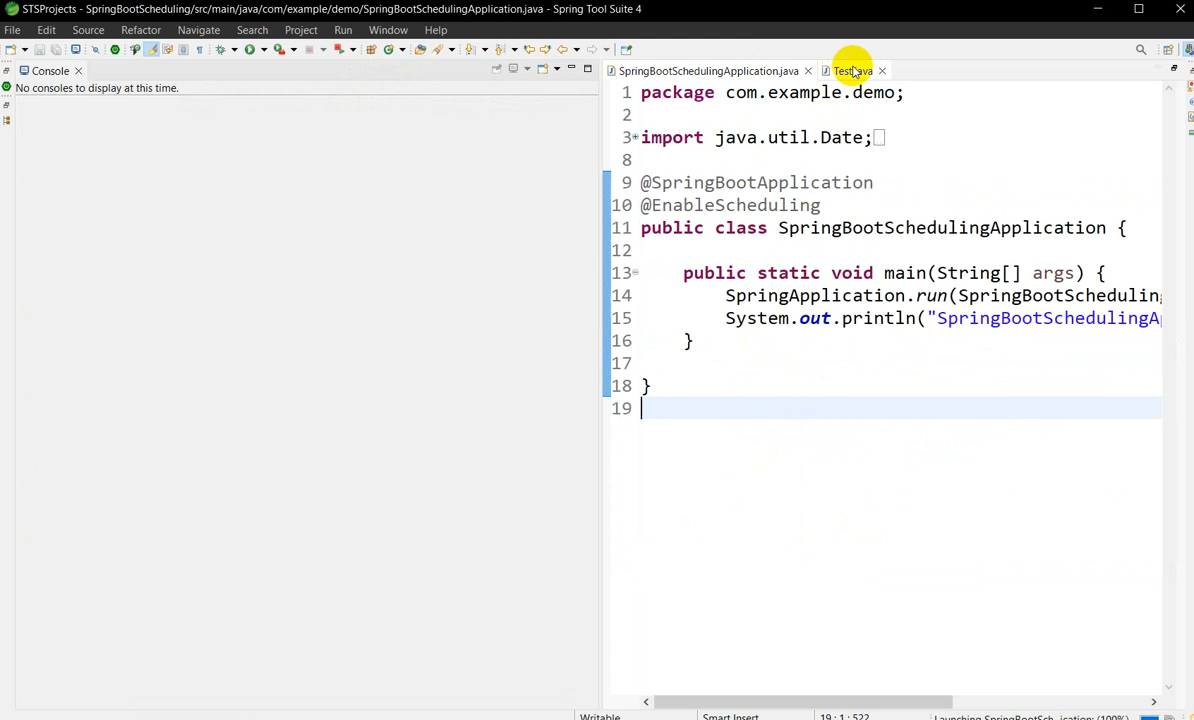 STSProjects - SpringBootScheduling/src/main/java/com/example/demo/SpringBootSchedulingApplication.java - Spring Tool Suite 4
File Edit Source Refactor Navigate Search Project Run Window Help
Console
No consoles to display at this time.
SpringBootSchedulingApplication.java
Test.java
1 package com.example.demo;
2
3 import java.util.Date;
8
9 @SpringBootApplication
10 @EnableScheduling
11 public class SpringBootSchedulingApplication {
12
13 public static void main(String[] args) {
14 SpringApplication.run(SpringBootScheduling
15 System.out.println("SpringBootSchedulingA
16 }
17
18 }
19
Writable Smart Insert 19 : 1 : 522 Launching SpringBootSch...ication: (100%)